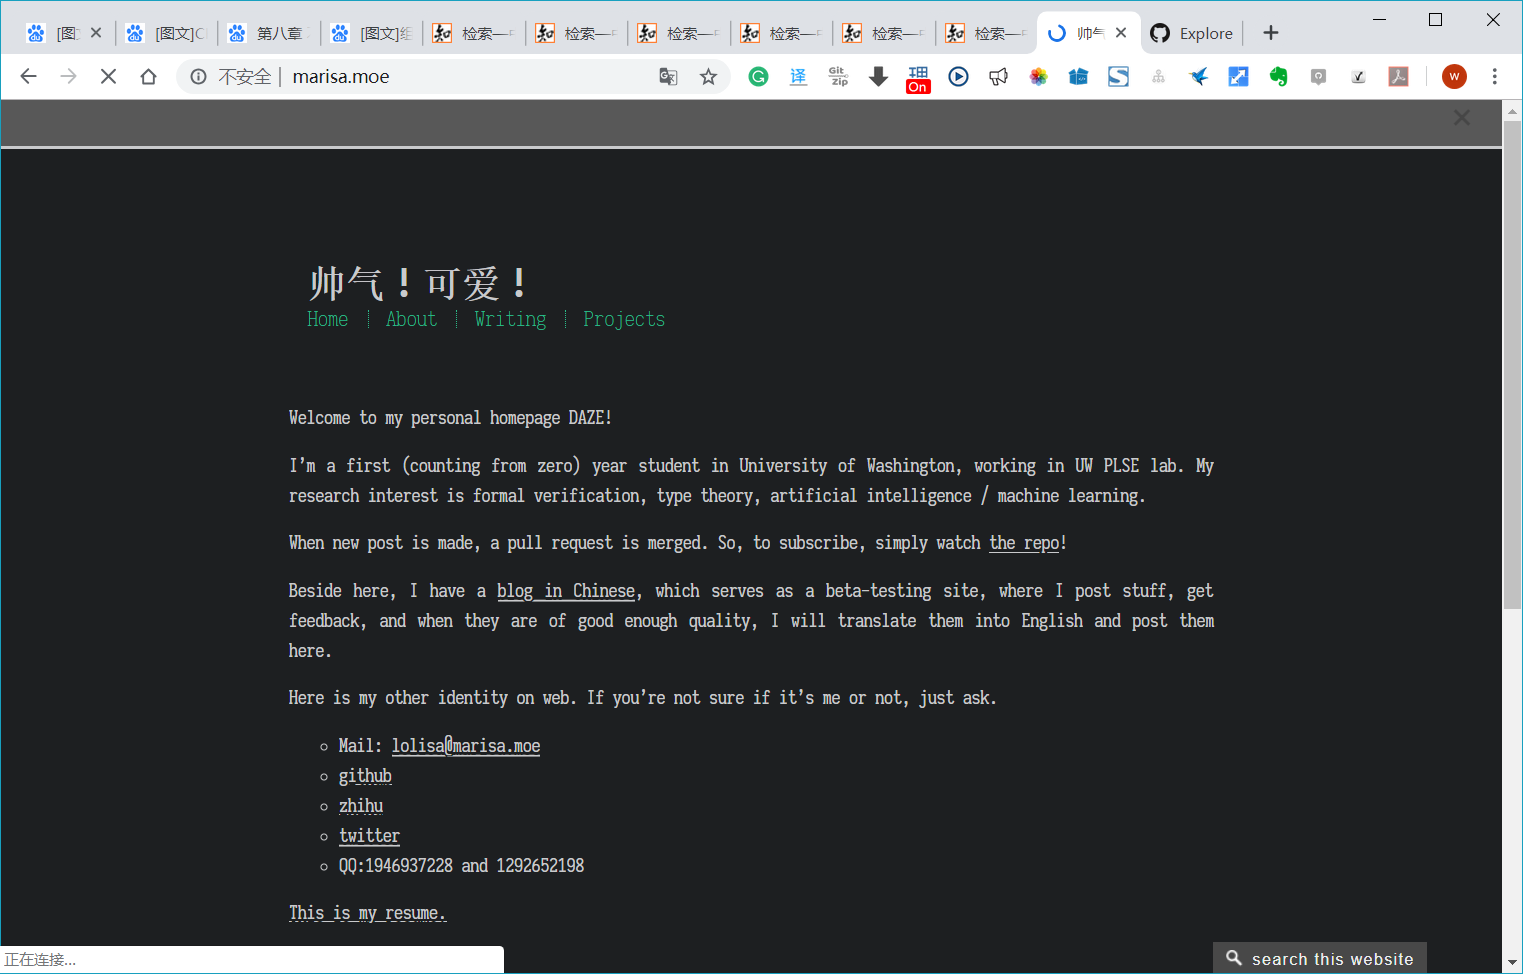 [图文]C
第八章
[图文]组
检索—
检索—
检索—
检索—
检索—
检索—
帅气
Explore
不安全 | marisa.moe
译
Git
Zip
On
w
帅气！可爱！
Home | About | Writing | Projects
Welcome to my personal homepage DAZE!
I'm a first (counting from zero) year student in University of Washington, working in UW PLSE lab. My
research interest is formal verification, type theory, artificial intelligence / machine learning.
When new post is made, a pull request is merged. So, to subscribe, simply watch the repo!
Beside here, I have a blog in Chinese, which serves as a beta-testing site, where I post stuff, get
feedback, and when they are of good enough quality, I will translate them into English and post them
here.
Here is my other identity on web. If you're not sure if it's me or not, just ask.
Mail: lolisa@marisa.moe
github
zhihu
twitter
QQ:1946937228 and 1292652198
This is my resume.
正在连接...
search this website